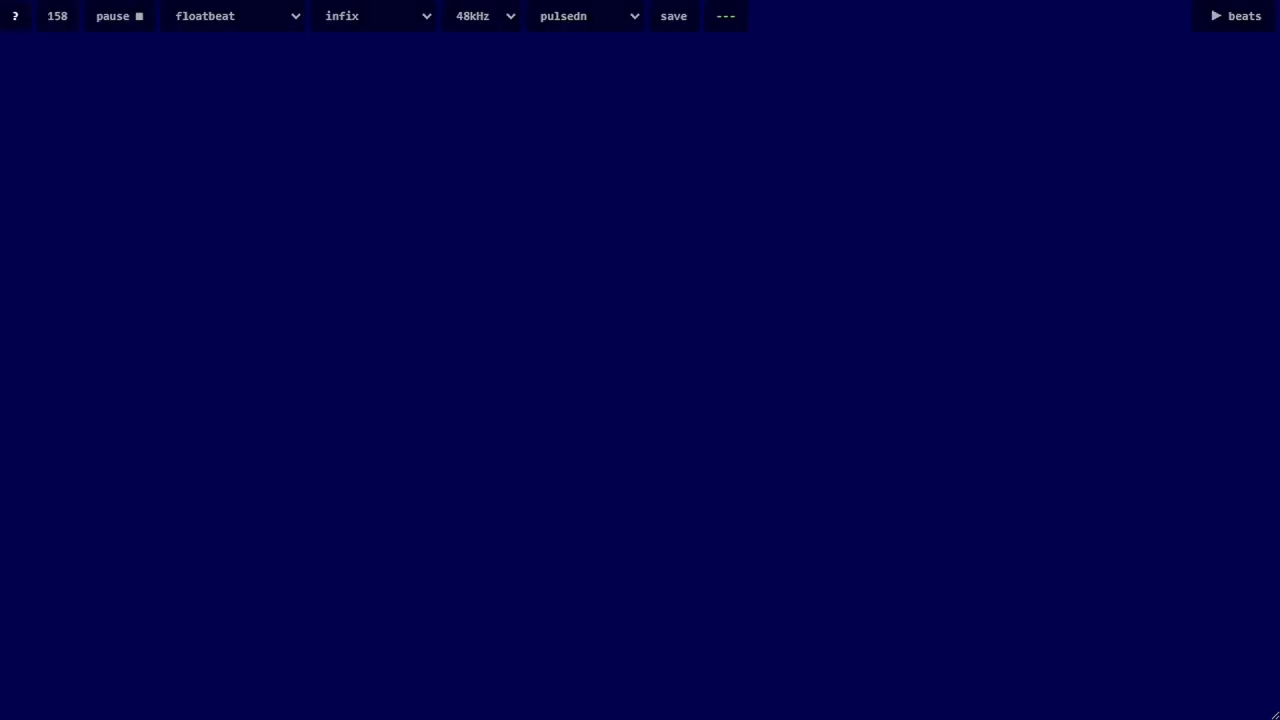 ? 158 pause ■ floatbeat infix 48kHz pulsedn save --- ▶ beats